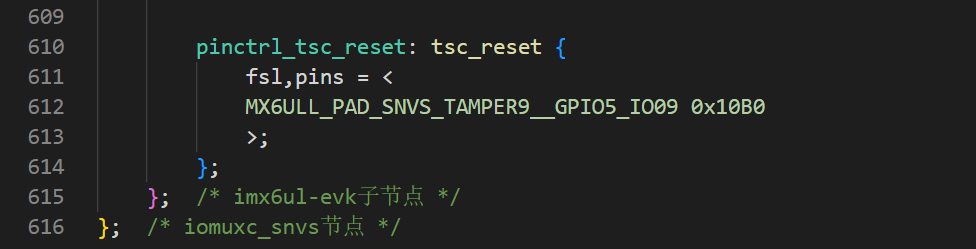 609
610 pinctrl_tsc_reset: tsc_reset {
611 fsl,pins = <
612 MX6ULL_PAD_SNVS_TAMPER9__GPIO5_IO09 0x10B0
613 >;
614 };
615 }; /* imx6ul-evk子节点 */
616 }; /* iomuxc_snvs节点 */